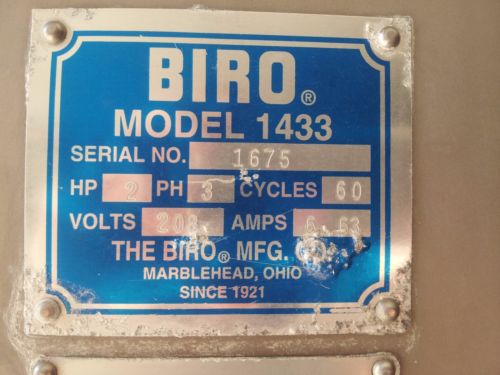 BIRO®
MODEL 1433
SERIAL NO. 1675
HP 2 PH 3 CYCLES 60
VOLTS 208 AMPS 6.63
THE BIRO® MFG.
MARBLEHEAD, OHIO
SINCE 1921